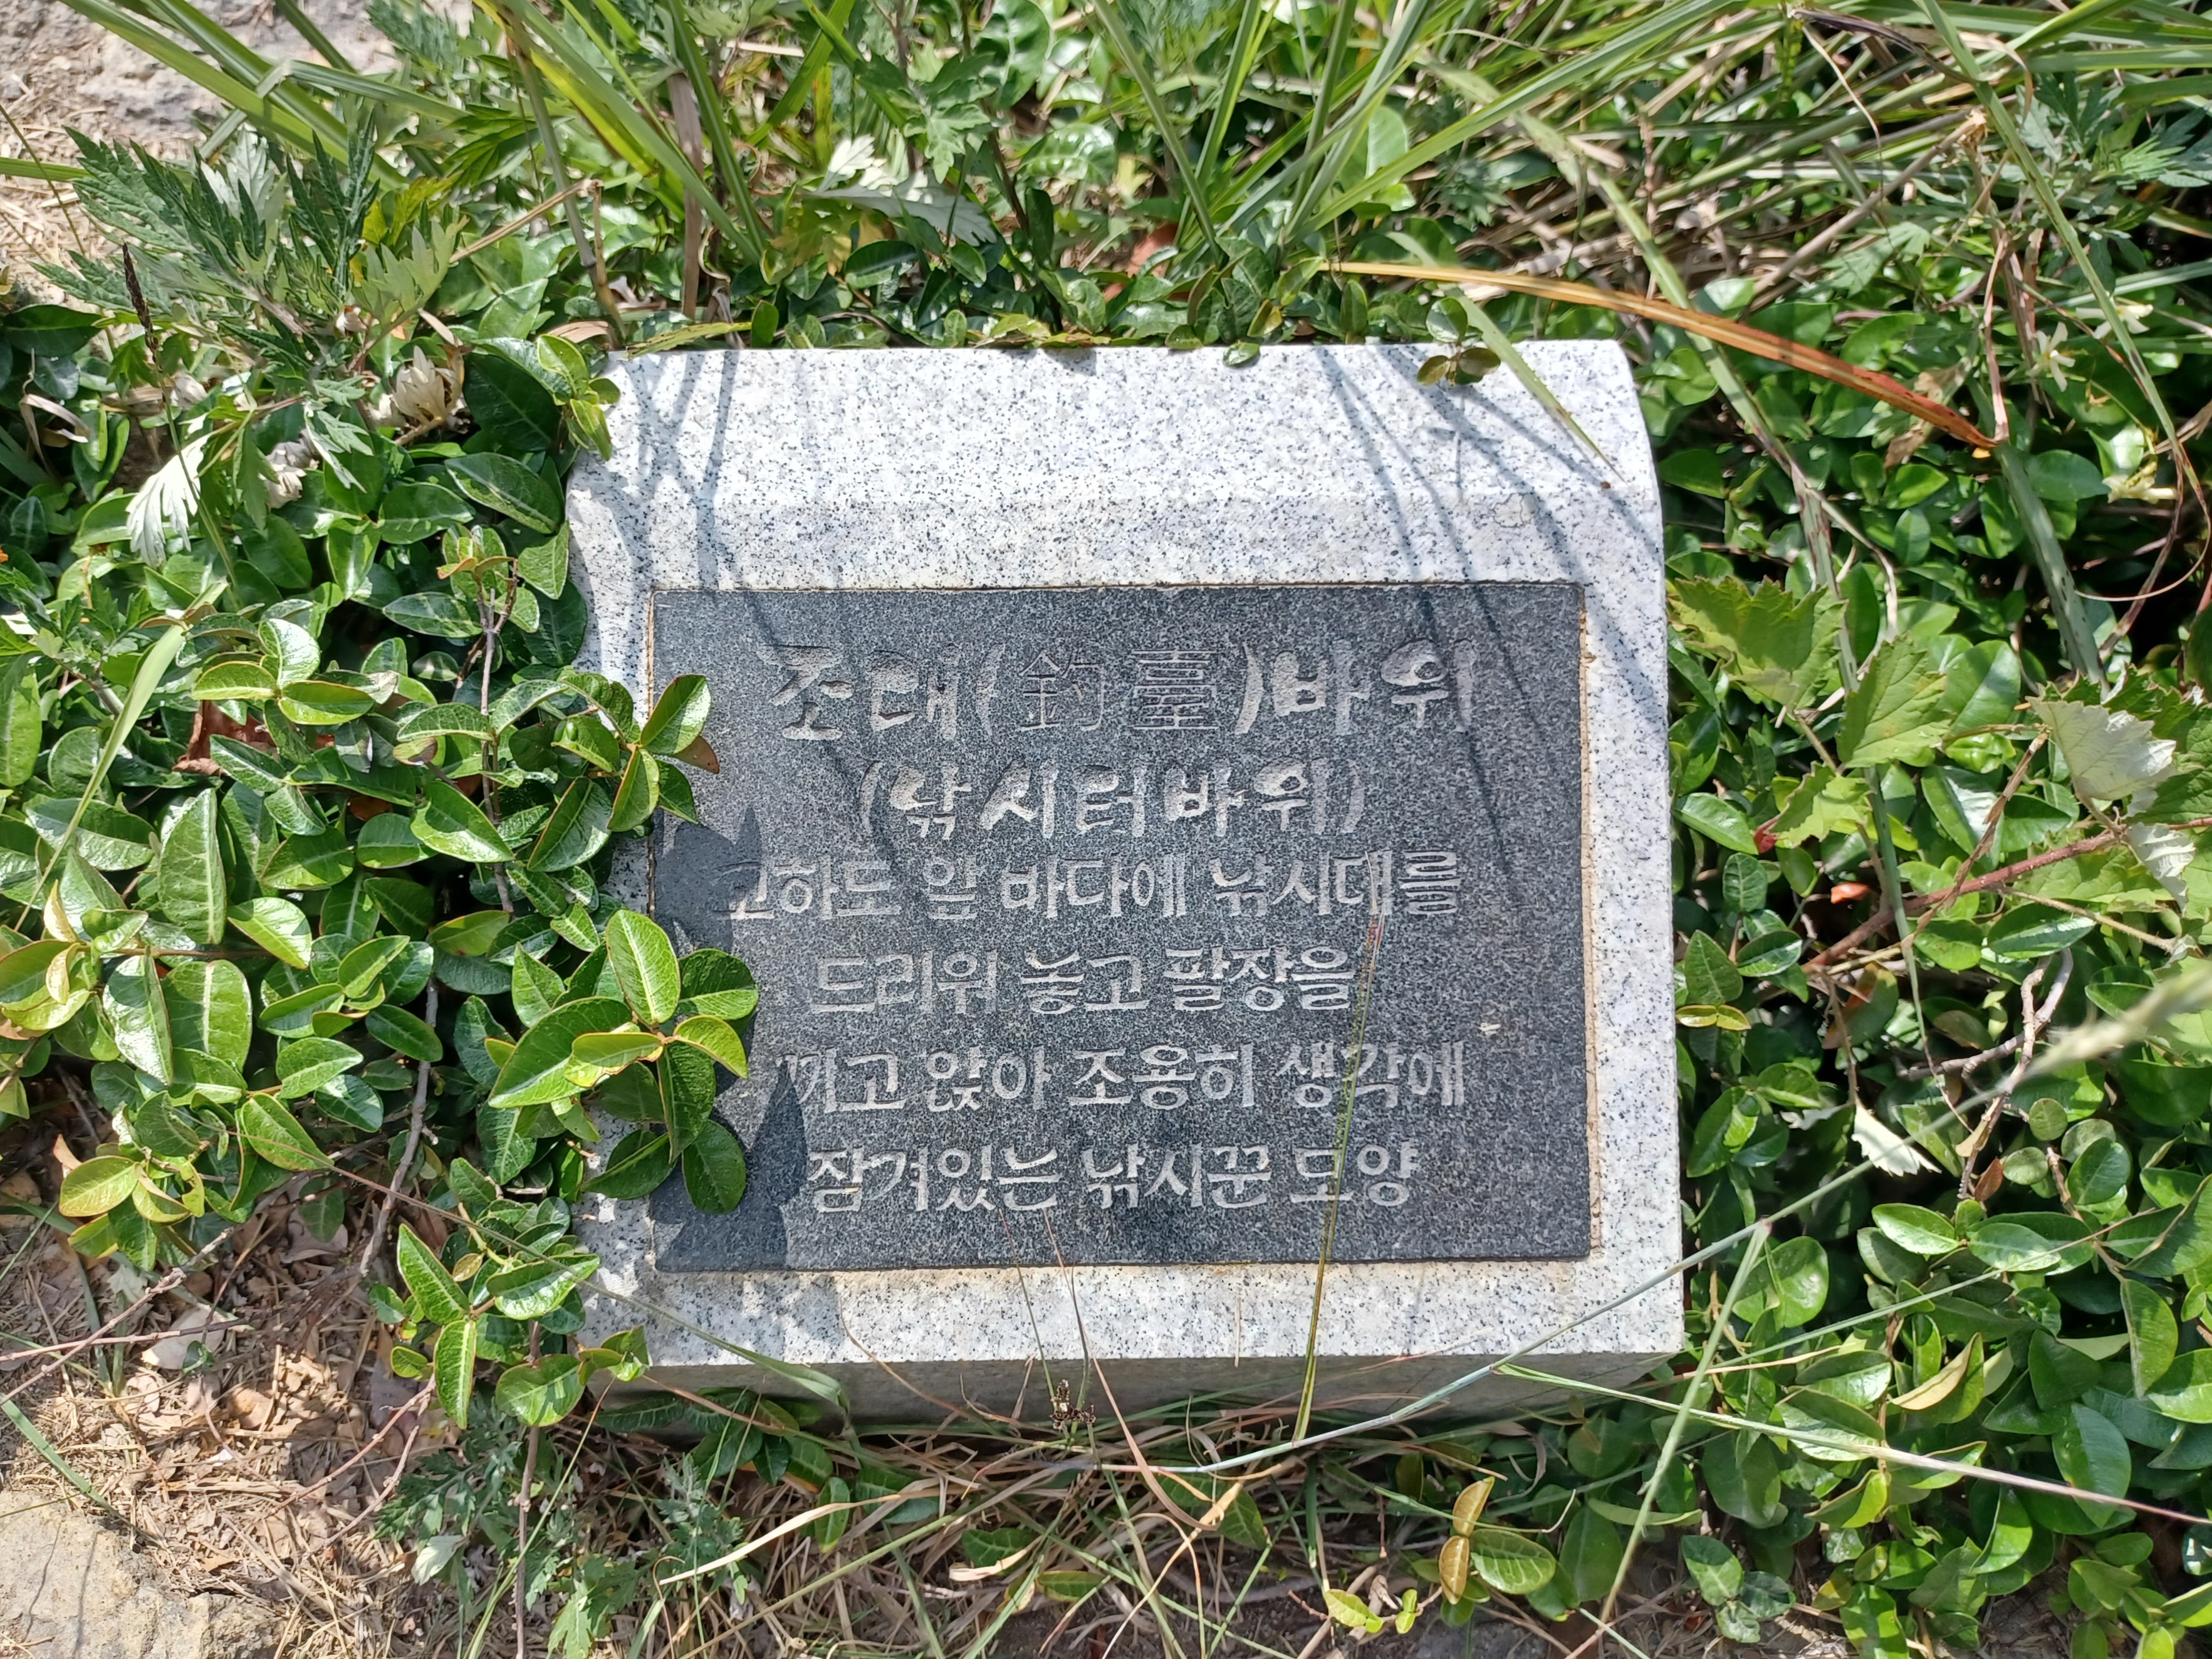 조대(釣臺)바위
(낚시터바위)
고하도 앞 바다에 낚시대를
드리워 놓고 팔장을
끼고 앉아 조용히 생각에
잠겨있는 낚시꾼 도양